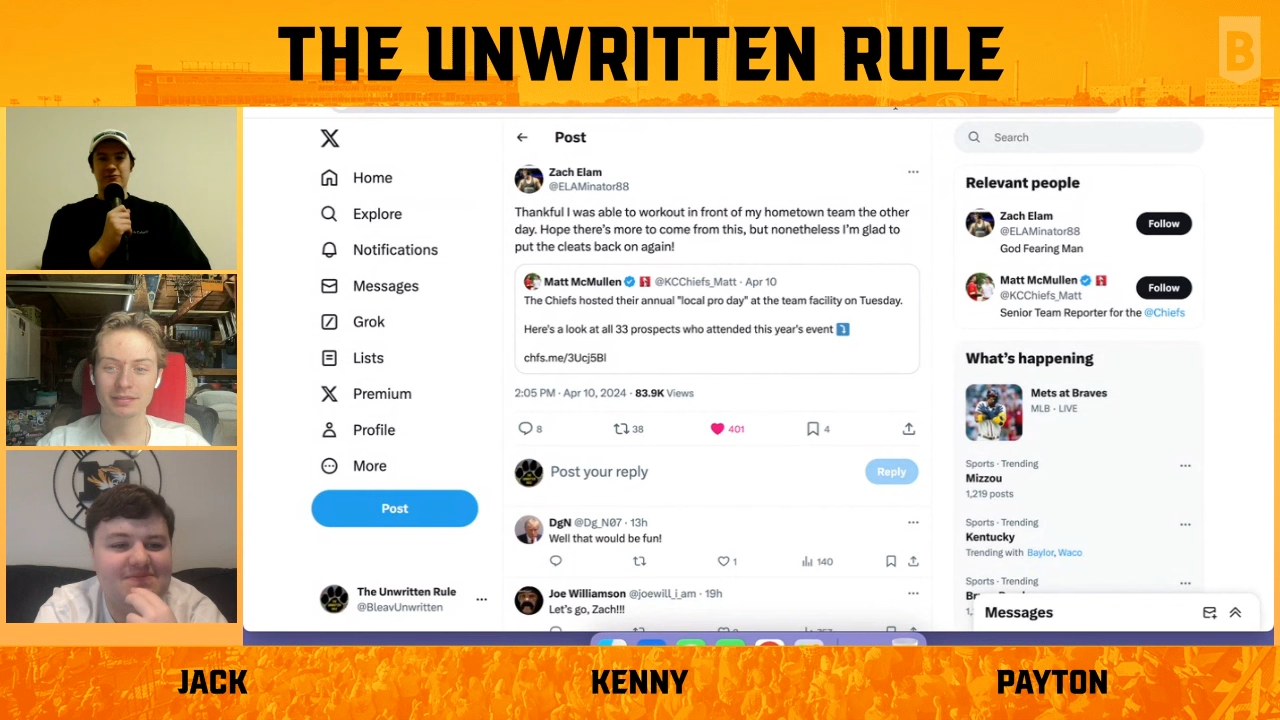 THE UNWRITTEN RULE
B
Post
Search
Home
Explore
Notifications
Messages
Grok
Lists
Premium
Profile
More
Post
The Unwritten Rule
@BleavUnwritten
Zach Elam
@ELAMinator88
Thankful I was able to workout in front of my hometown team the other
day. Hope there's more to come from this, but nonetheless I'm glad to
put the cleats back on again!
Matt McMullen @KCChiefs_Matt · Apr 10
The Chiefs hosted their annual "local pro day" at the team facility on Tuesday.
Here's a look at all 33 prospects who attended this year's event
chfs.me/3Ucj5Bl
2:05 PM · Apr 10, 2024 · 83.9K Views
8 38 401 4
Post your reply
Reply
DgN @Dg_N07 · 13h
Well that would be fun!
1 140
Joe Williamson @joewill_i_am · 19h
Let's go, Zach!!!
Relevant people
Zach Elam
@ELAMinator88
Follow
God Fearing Man
Matt McMullen
@KCChiefs_Matt
Follow
Senior Team Reporter for the @Chiefs
What's happening
Mets at Braves
MLB · LIVE
Sports · Trending
Mizzou
1,219 posts
Sports · Trending
Kentucky
Trending with Baylor, Waco
Sports · Trending
Messages
JACK
KENNY
PAYTON